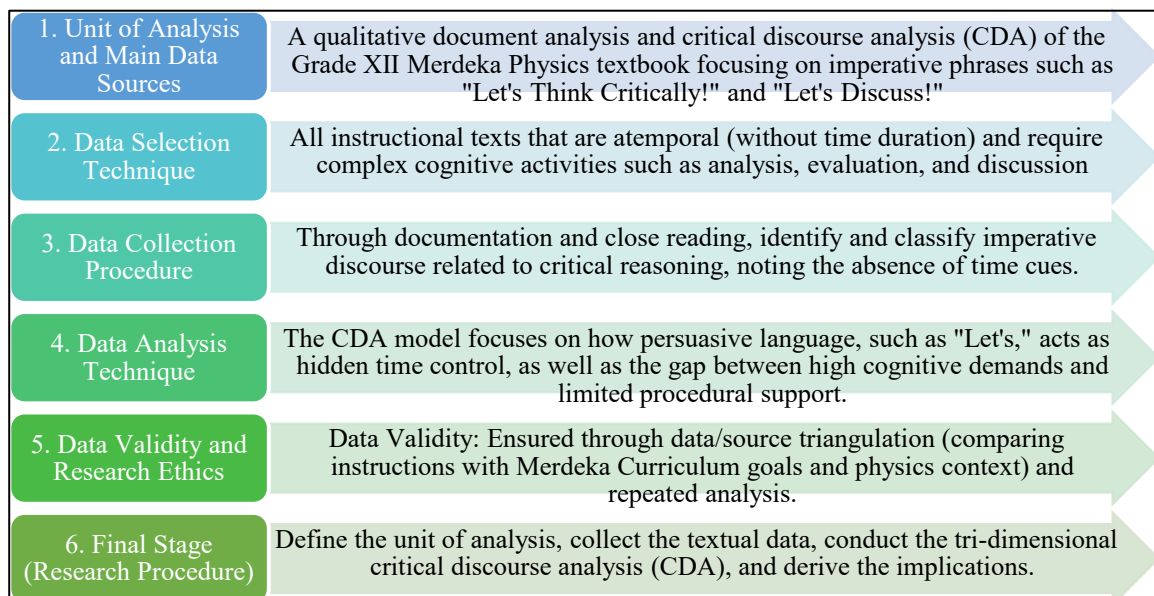 1. Unit of Analysis
and Main Data
Sources
A qualitative document analysis and critical discourse analysis (CDA) of the
Grade XII Merdeka Physics textbook focusing on imperative phrases such as
"Let's Think Critically!" and "Let's Discuss!"
2. Data Selection
Technique
All instructional texts that are atemporal (without time duration) and require
complex cognitive activities such as analysis, evaluation, and discussion
3. Data Collection
Procedure
Through documentation and close reading, identify and classify imperative
discourse related to critical reasoning, noting the absence of time cues.
4. Data Analysis
Technique
The CDA model focuses on how persuasive language, such as "Let's," acts as
hidden time control, as well as the gap between high cognitive demands and
limited procedural support.
5. Data Validity and
Research Ethics
Data Validity: Ensured through data/source triangulation (comparing
instructions with Merdeka Curriculum goals and physics context) and
repeated analysis.
6. Final Stage
(Research Procedure)
Define the unit of analysis, collect the textual data, conduct the tri-dimensional
critical discourse analysis (CDA), and derive the implications.